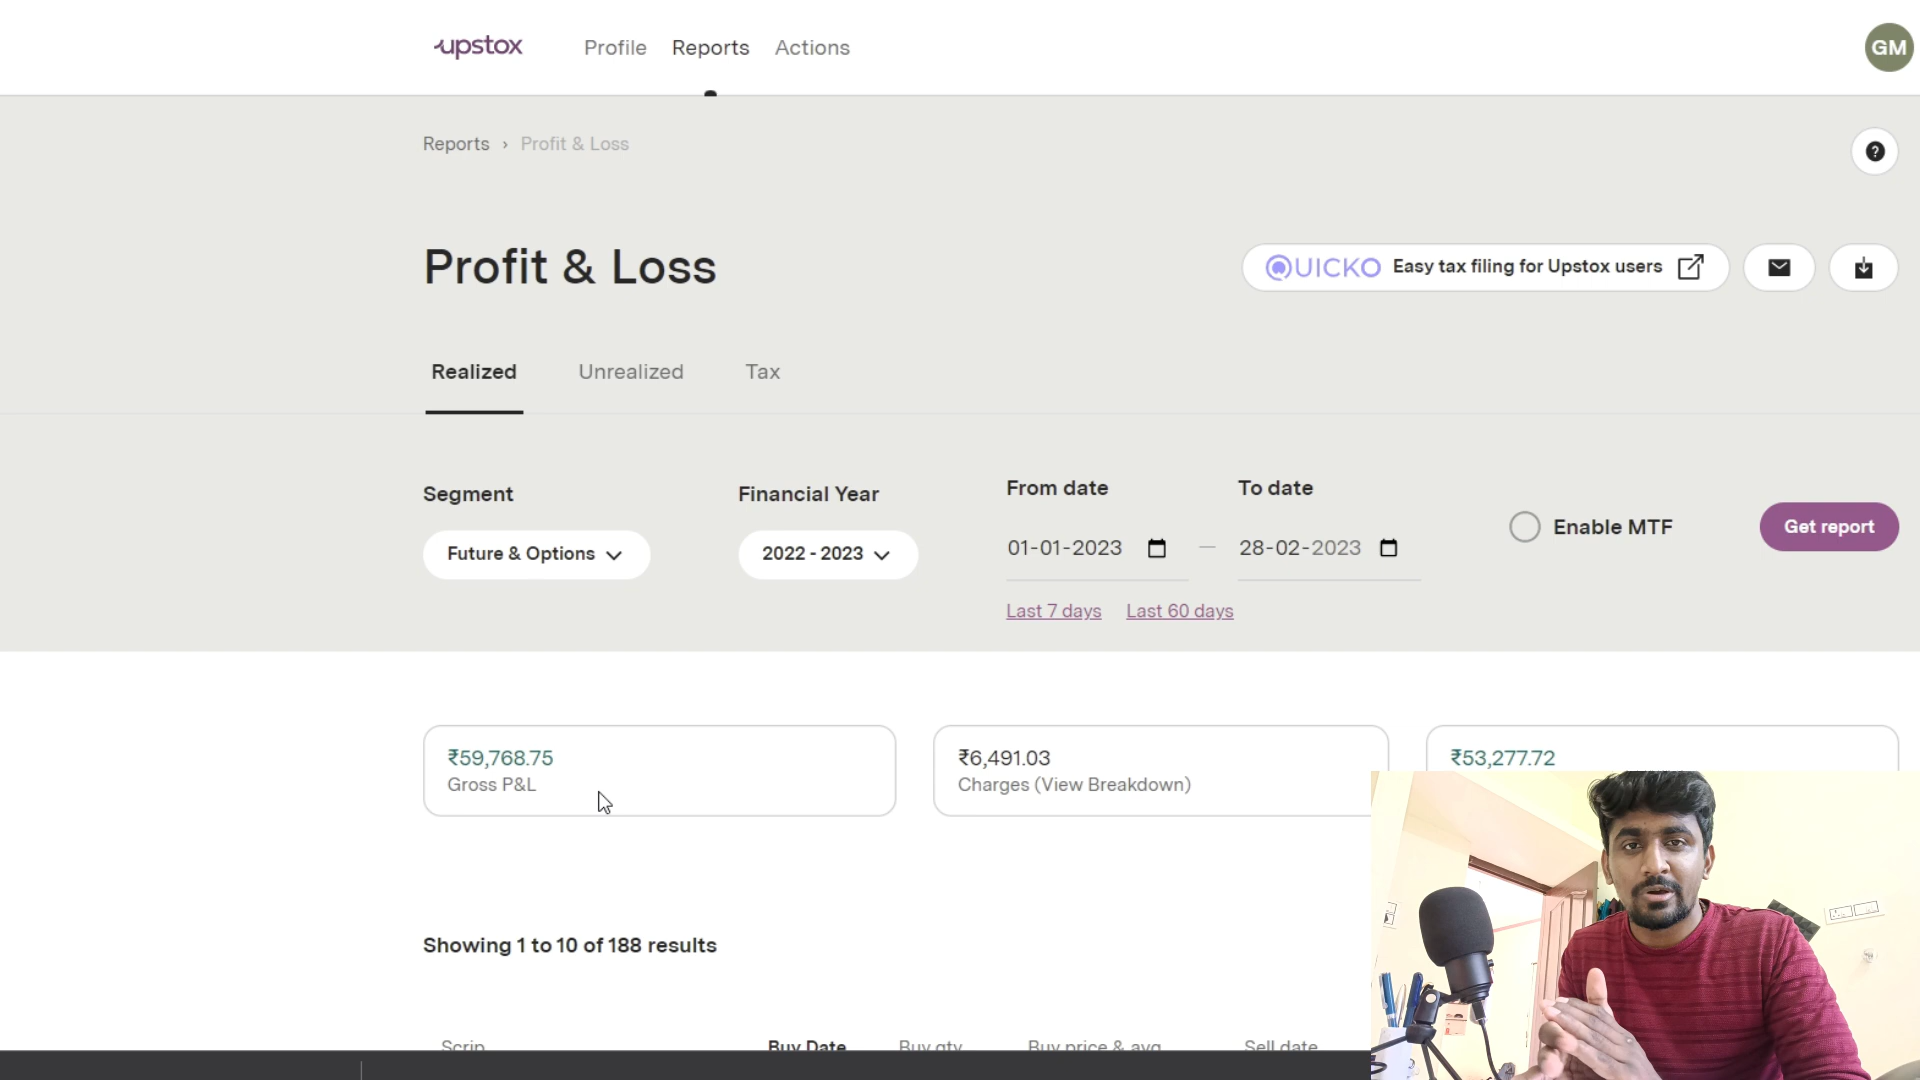 upstox
Profile
Reports
Actions
GM
Reports › Profit & Loss
?
Profit & Loss
QUICKO Easy tax filing for Upstox users
Realized
Unrealized
Tax
Segment
Financial Year
From date
To date
Future & Options
2022 - 2023
01-01-2023 — 28-02-2023
Enable MTF
Get report
Last 7 days
Last 60 days
₹59,768.75
Gross P&L
₹6,491.03
Charges (View Breakdown)
₹53,277.72
Showing 1 to 10 of 188 results
Scrip
Buy Date
Buy qty
Buy price & avg
Sell date